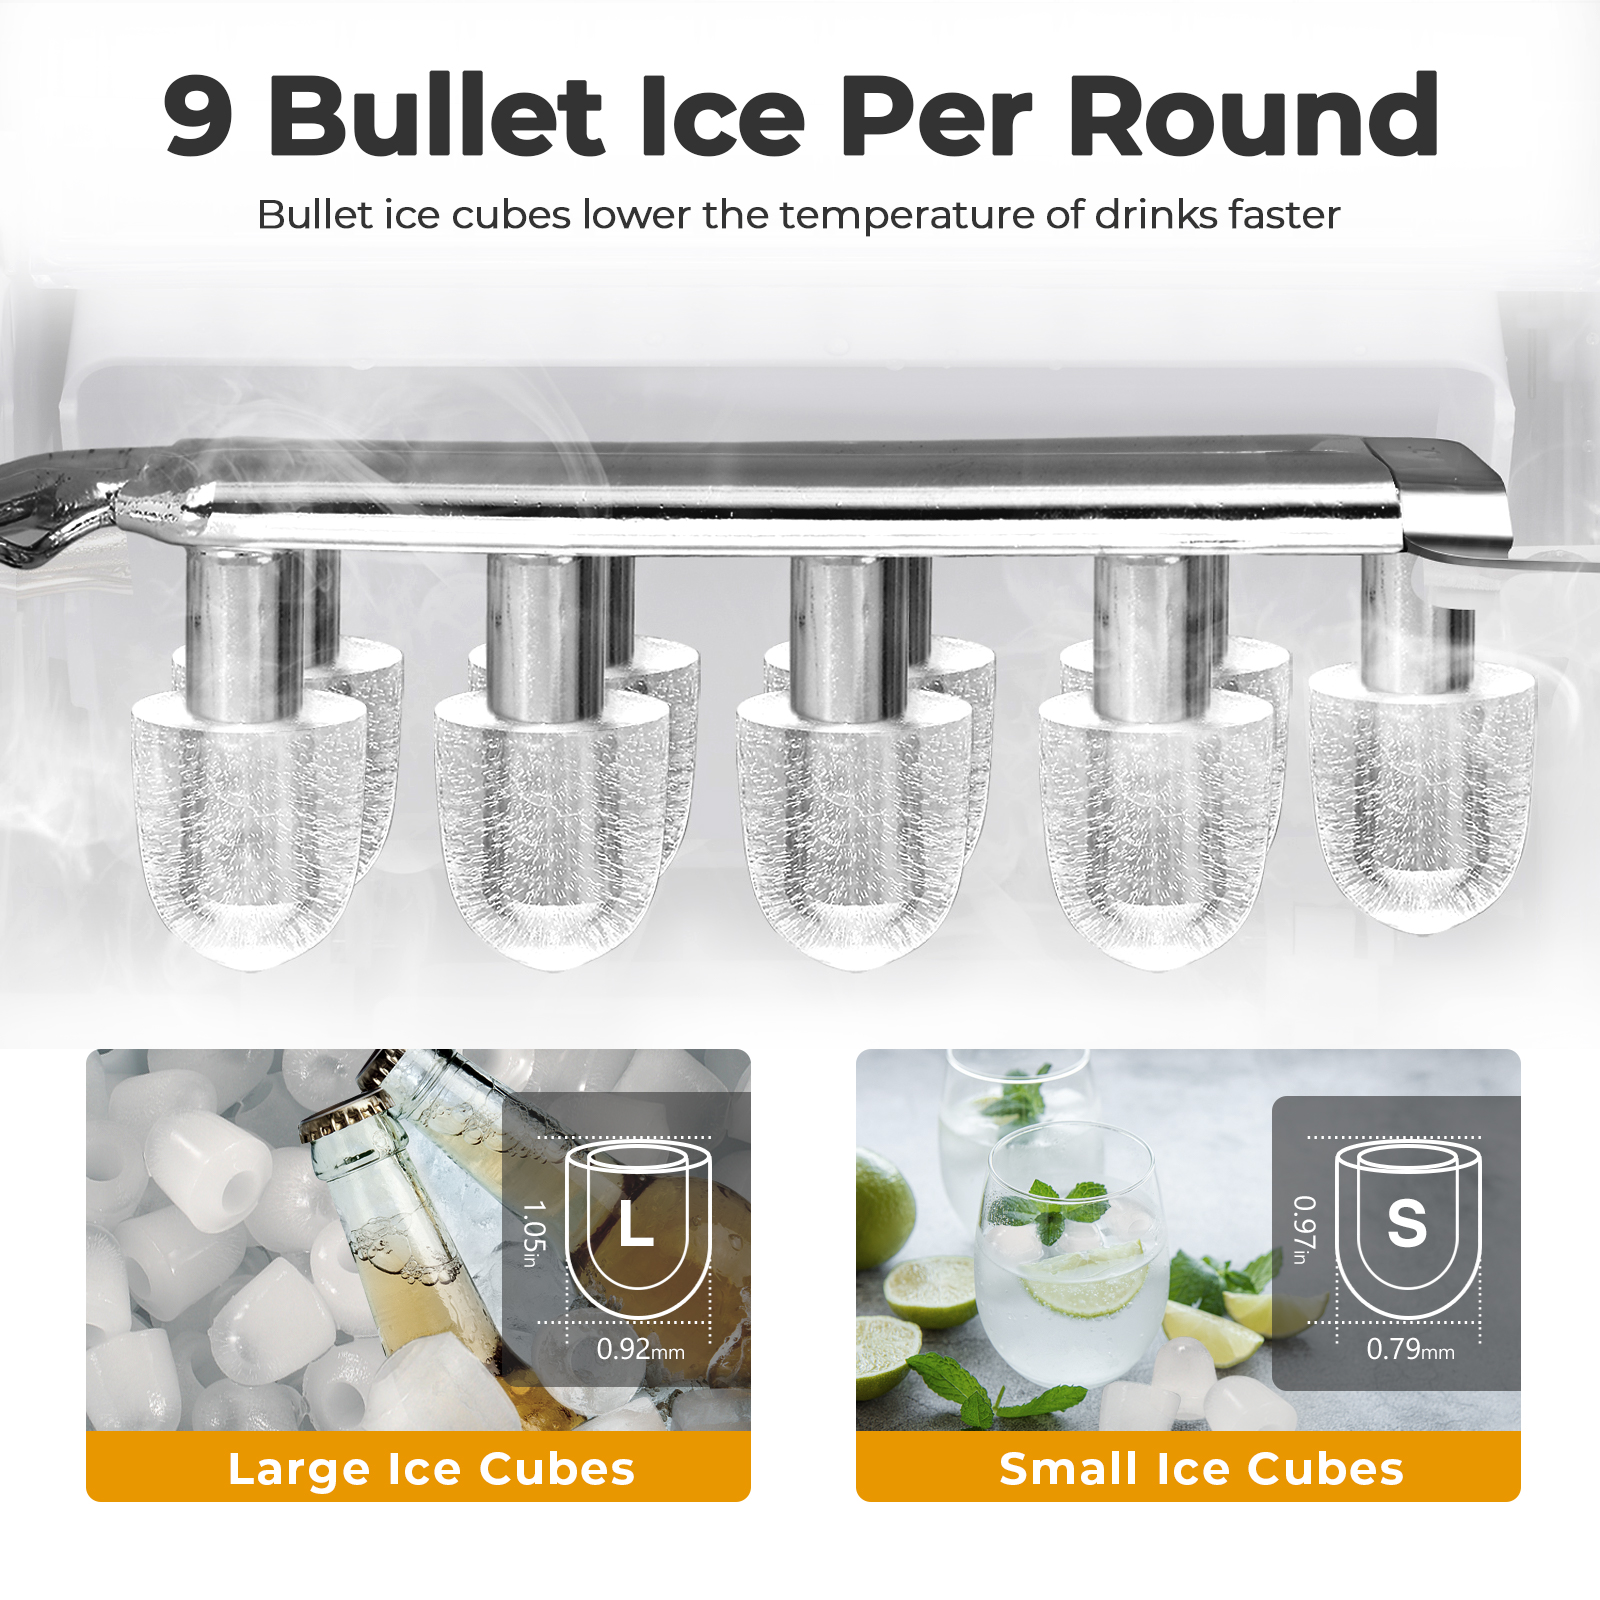 9 Bullet Ice Per Round
Bullet ice cubes lower the temperature of drinks faster
1.05in
L
0.92mm
Large Ice Cubes
0.97in
S
0.79mm
Small Ice Cubes